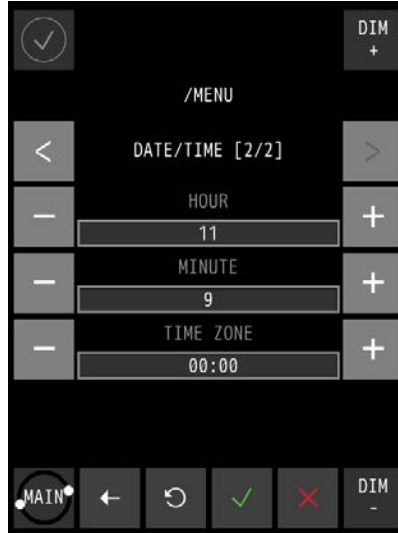 DIM
+
/MENU
< DATE/TIME [2/2] >
HOUR
− 11 +
MINUTE
− 9 +
TIME ZONE
− 00:00 +
MAIN
DIM
-